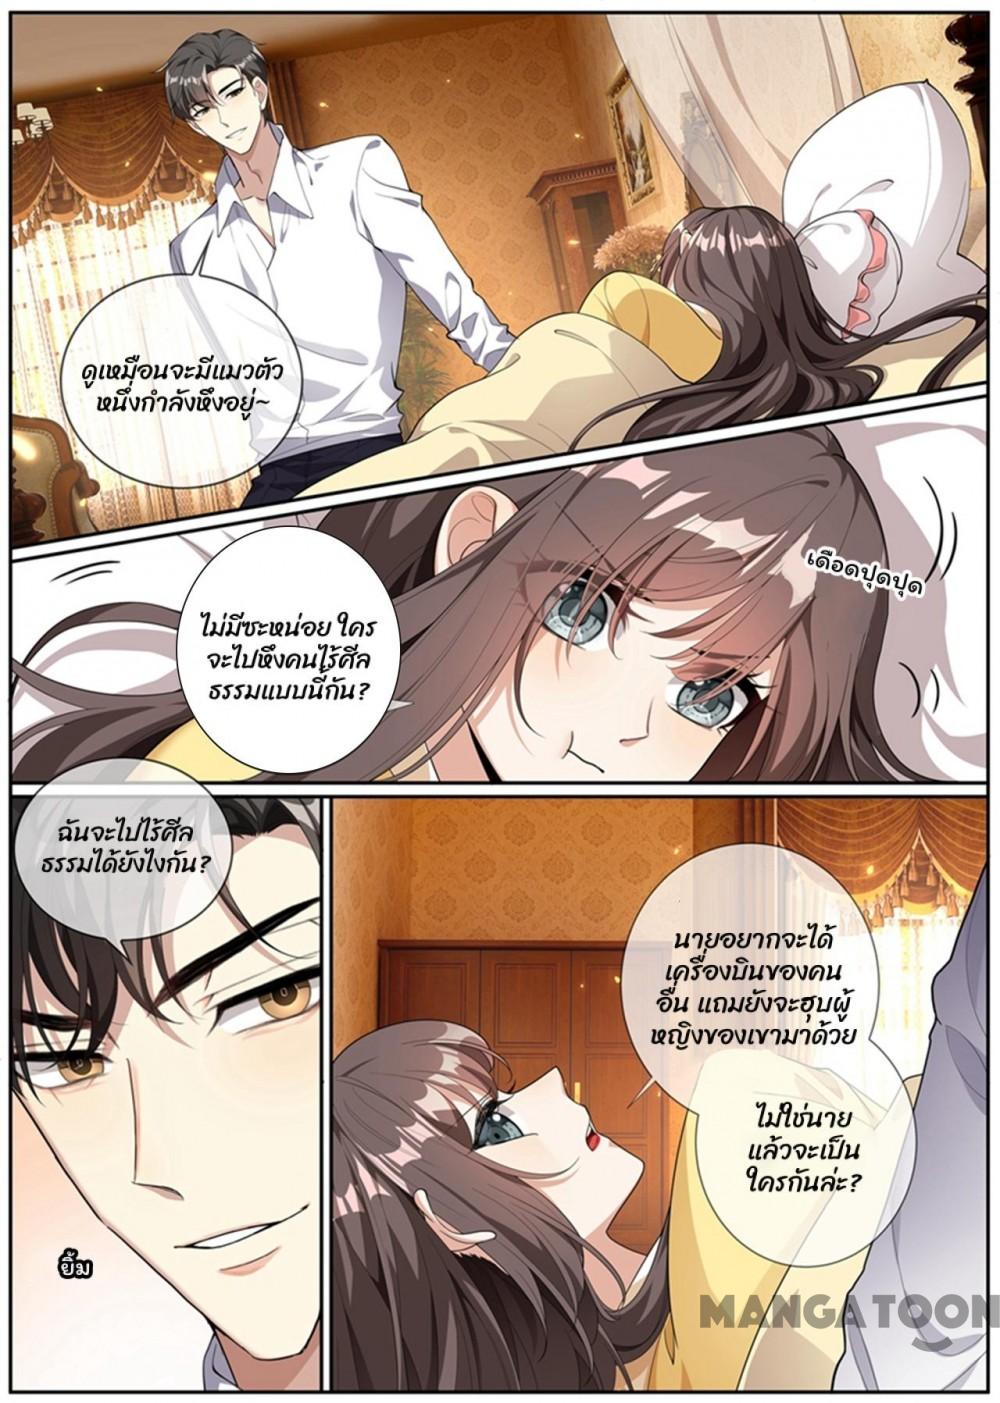 ดูเหมือนจะมีแมวตัว
หนึ่งกำลังหึงอยู่~
เดือดปุดปุด
ไม่มีซะหน่อย ใคร
จะไปหึงคนไร้ศีล
ธรรมแบบนี้กัน?
ฉันจะไปไร้ศีล
ธรรมได้ยังไงกัน?
ยิ้ม
นายอยากจะได้
เครื่องบินของคน
อื่น แถมยังจะฮุบผู้
หญิงของเขามาด้วย
ไม่ใช่นาย
แล้วจะเป็น
ใครกันล่ะ?
MANGATOON